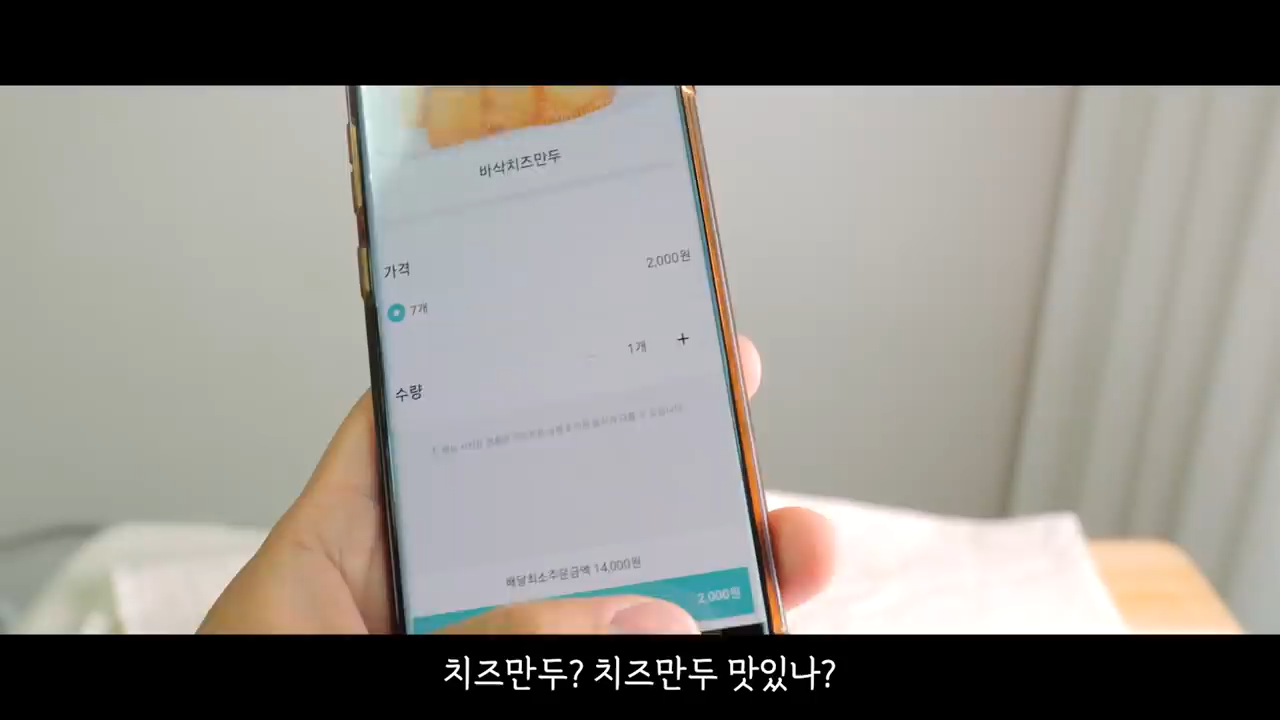 바삭치즈만두
가격 2,000원
7개
1개 +
수량
배달최소주문금액 14,000원
2,000원
치즈만두? 치즈만두 맛있나?